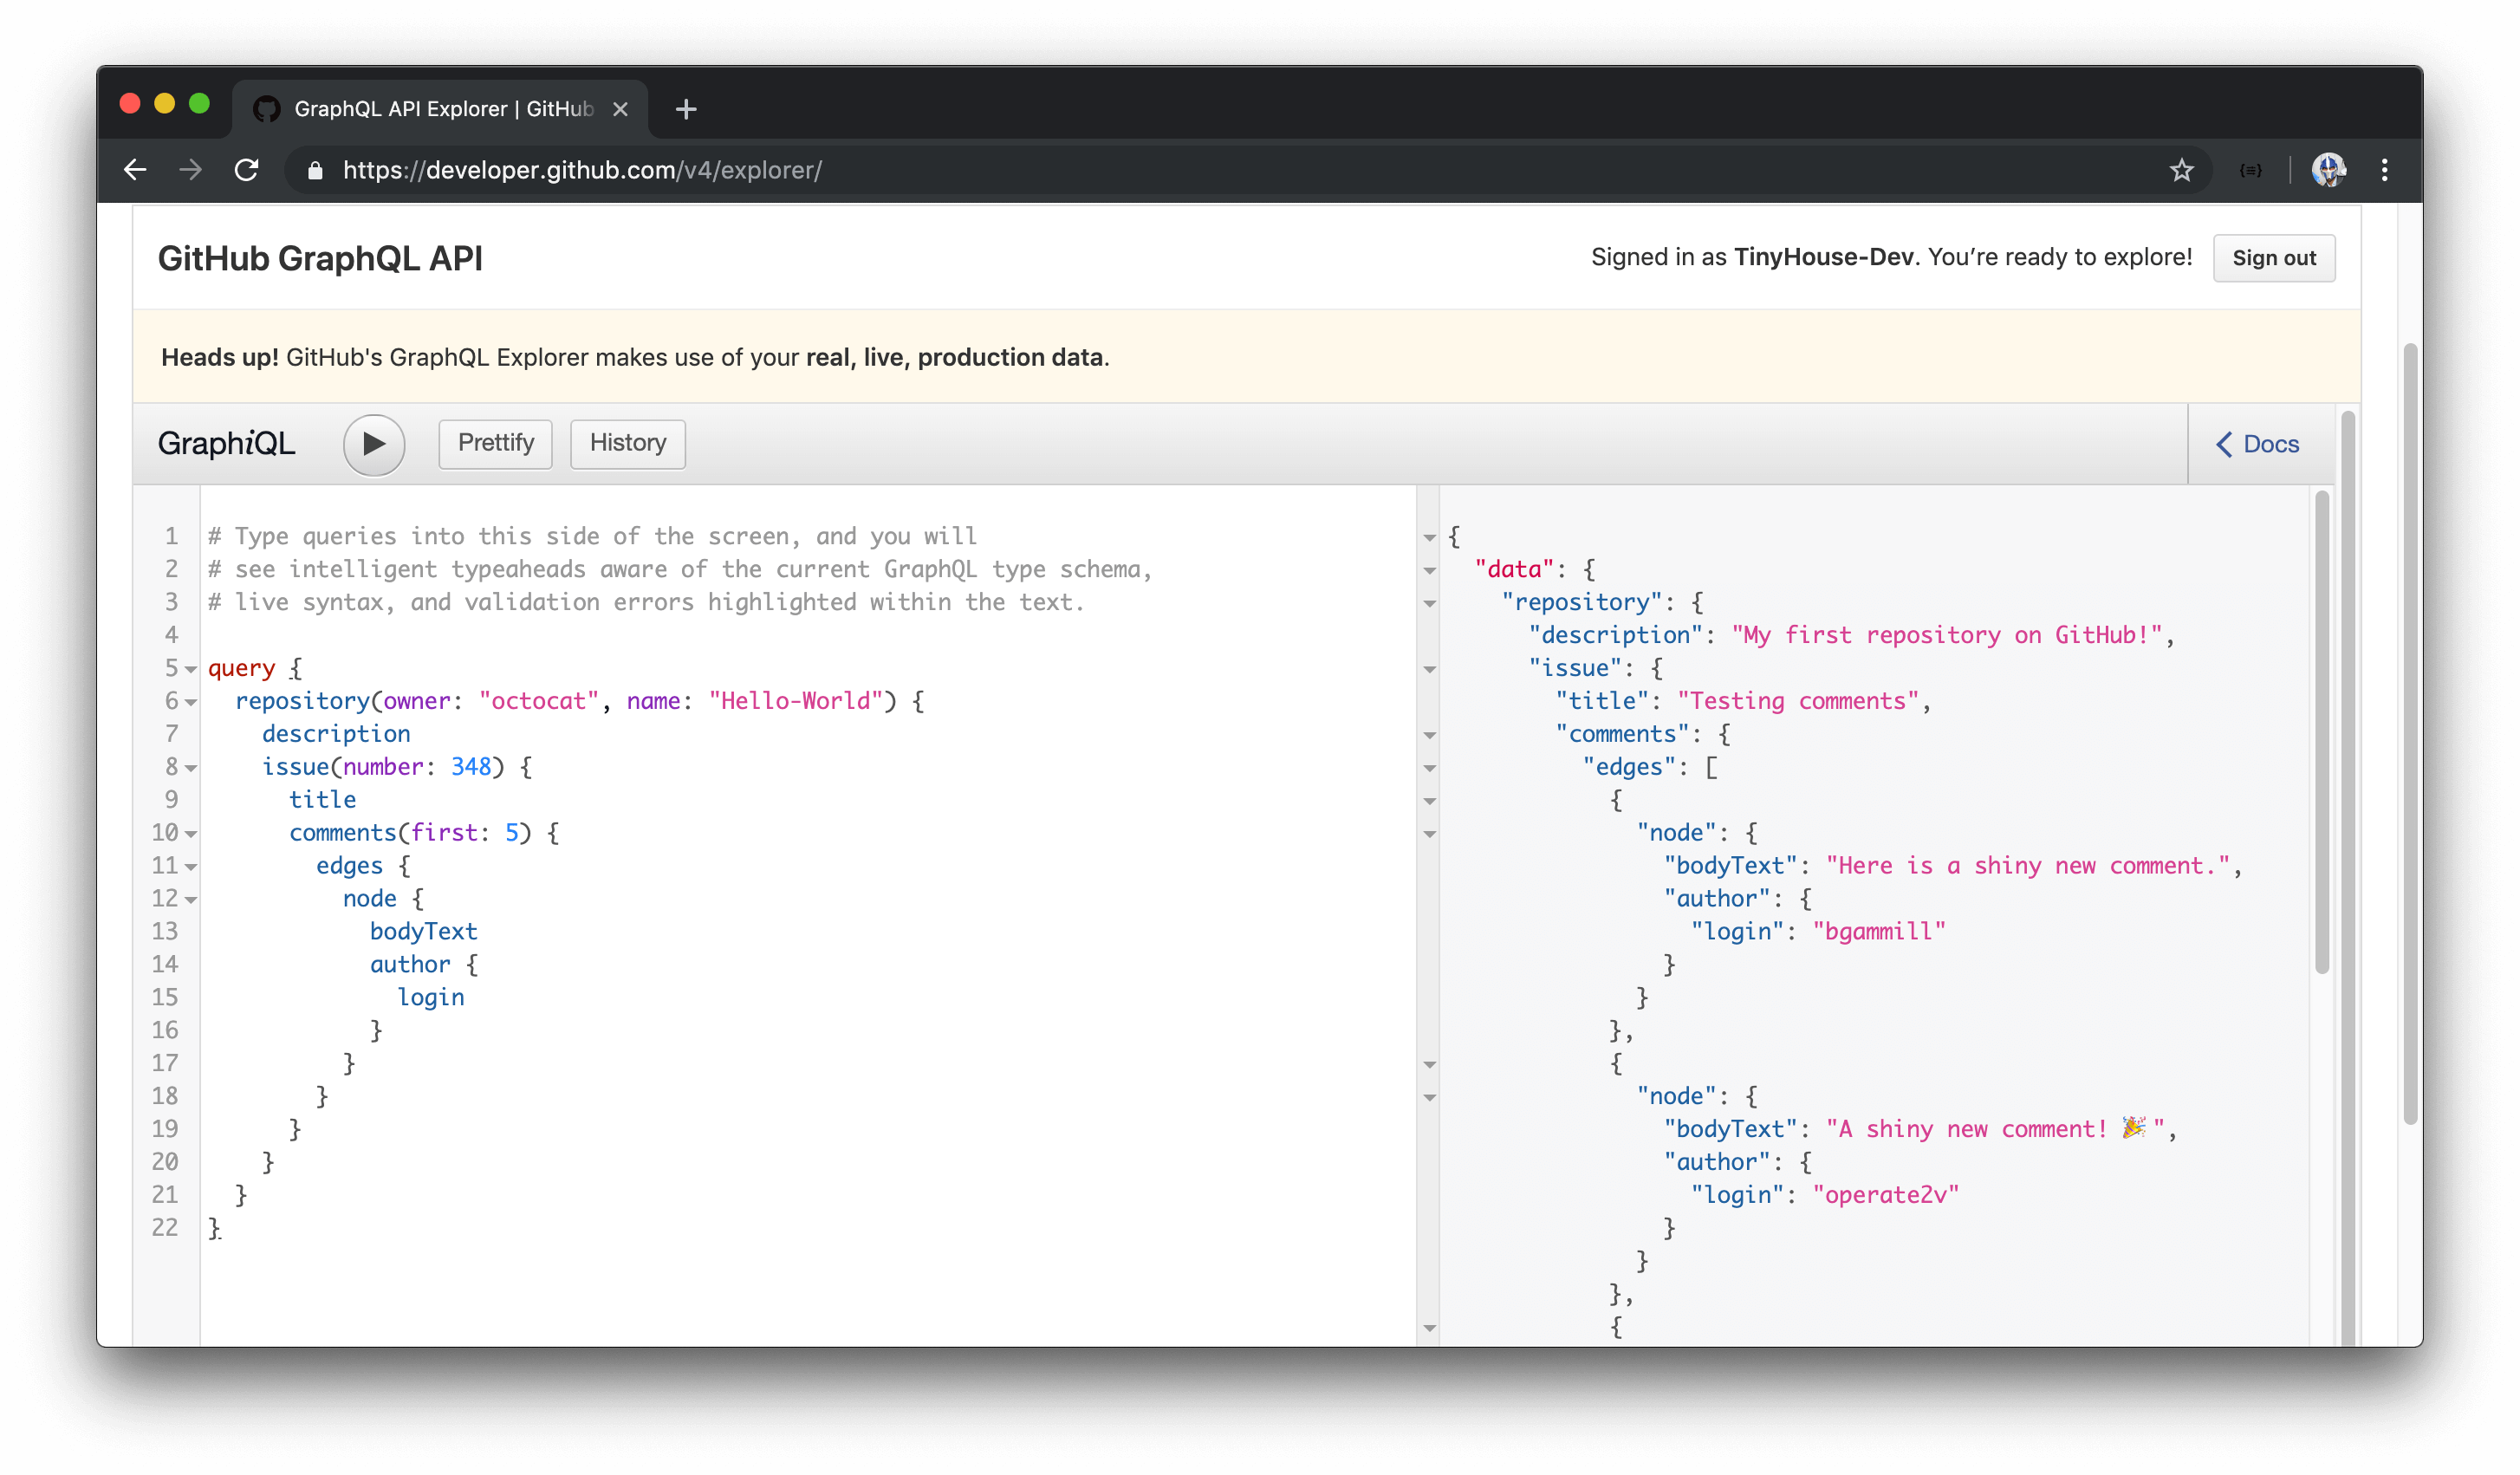 GraphQL API Explorer | GitHub
https://developer.github.com/v4/explorer/
GitHub GraphQL API
Signed in as TinyHouse-Dev. You’re ready to explore!
Sign out
Heads up! GitHub's GraphQL Explorer makes use of your real, live, production data.
GraphiQL
Prettify
History
Docs
1 # Type queries into this side of the screen, and you will
2 # see intelligent typeaheads aware of the current GraphQL type schema,
3 # live syntax, and validation errors highlighted within the text.
4
5 query {
6   repository(owner: "octocat", name: "Hello-World") {
7     description
8     issue(number: 348) {
9       title
10       comments(first: 5) {
11         edges {
12           node {
13             bodyText
14             author {
15               login
16             }
17           }
18         }
19       }
20     }
21   }
22 }
{
  "data": {
    "repository": {
      "description": "My first repository on GitHub!",
      "issue": {
        "title": "Testing comments",
        "comments": {
          "edges": [
            {
              "node": {
                "bodyText": "Here is a shiny new comment.",
                "author": {
                  "login": "bgammill"
                }
              }
            },
            {
              "node": {
                "bodyText": "A shiny new comment! 🎉",
                "author": {
                  "login": "operate2v"
                }
              }
            },
            {